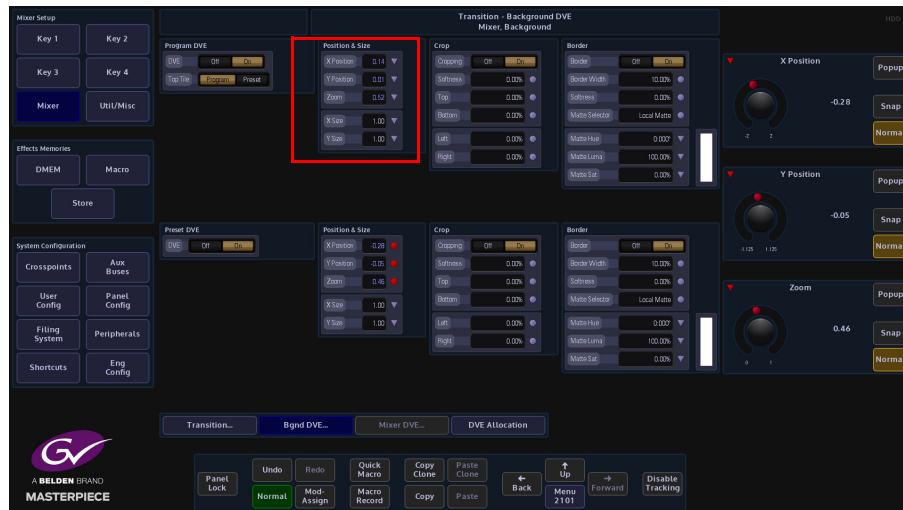 Mixer Setup
Key 1
Key 2
Key 3
Key 4
Mixer
Util/Misc
Effects Memories
DMEM
Macro
Store
System Configuration
Crosspoints
Aux
Buses
User
Config
Panel
Config
Filing
System
Peripherals
Shortcuts
Eng
Config
GV
A BELDEN BRAND
MASTERPIECE
Transition - Background DVE
Mixer, Background
HDD
Program DVE
DVE Off On
Top Tile Program Preset
Position & Size
X Position 0.14
Y Position 0.01
Zoom 0.52
X Size 1.00
Y Size 1.00
Crop
Cropping Off On
Softness 0.00%
Top 0.00%
Bottom 0.00%
Left 0.00%
Right 0.00%
Border
Border Off On
Border Width 10.00%
Softness 0.00%
Matte Selector Local Matte
Matte Hue 0.000°
Matte Luma 100.00%
Matte Sat 0.00%
Preset DVE
DVE Off On
Position & Size
X Position -0.28
Y Position -0.05
Zoom 0.46
X Size 1.00
Y Size 1.00
Crop
Cropping Off On
Softness 0.00%
Top 0.00%
Bottom 0.00%
Left 0.00%
Right 0.00%
Border
Border Off On
Border Width 10.00%
Softness 0.00%
Matte Selector Local Matte
Matte Hue 0.000°
Matte Luma 100.00%
Matte Sat 0.00%
X Position
-0.28
-2 2
Popup
Snap
Norma
Y Position
-0.05
-1.125 1.125
Popup
Snap
Norma
Zoom
0.46
0 1
Popup
Snap
Norma
Transition...
Bgnd DVE...
Mixer DVE...
DVE Allocation
Panel
Lock
Undo
Redo
Normal
Mod-
Assign
Quick
Macro
Macro
Record
Copy
Clone
Paste
Clone
Copy
Paste
←
Back
↑
Up
Menu
2101
→
Forward
Disable
Tracking